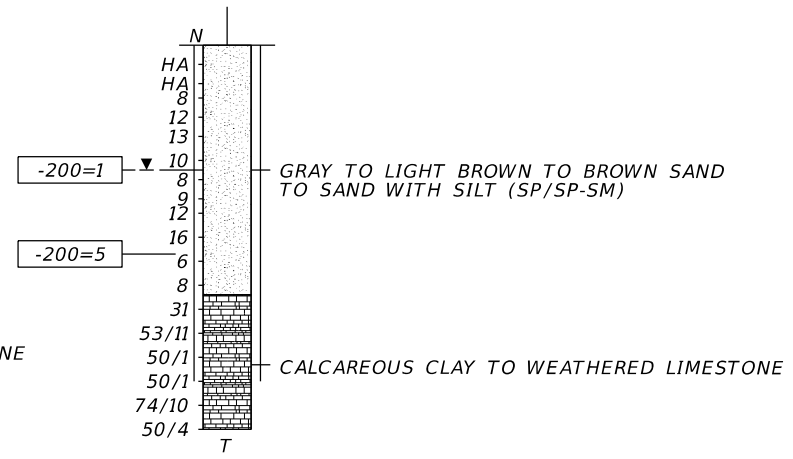 N
HA
HA
8
12
13
10
-200=1
GRAY TO LIGHT BROWN TO BROWN SAND
8
TO SAND WITH SILT (SP/SP-SM)
9
12
16
-200=5
6
8
31
53/11
NE
50/1
CALCAREOUS CLAY TO WEATHERED LIMESTONE
50/1
74/10
50/4
T